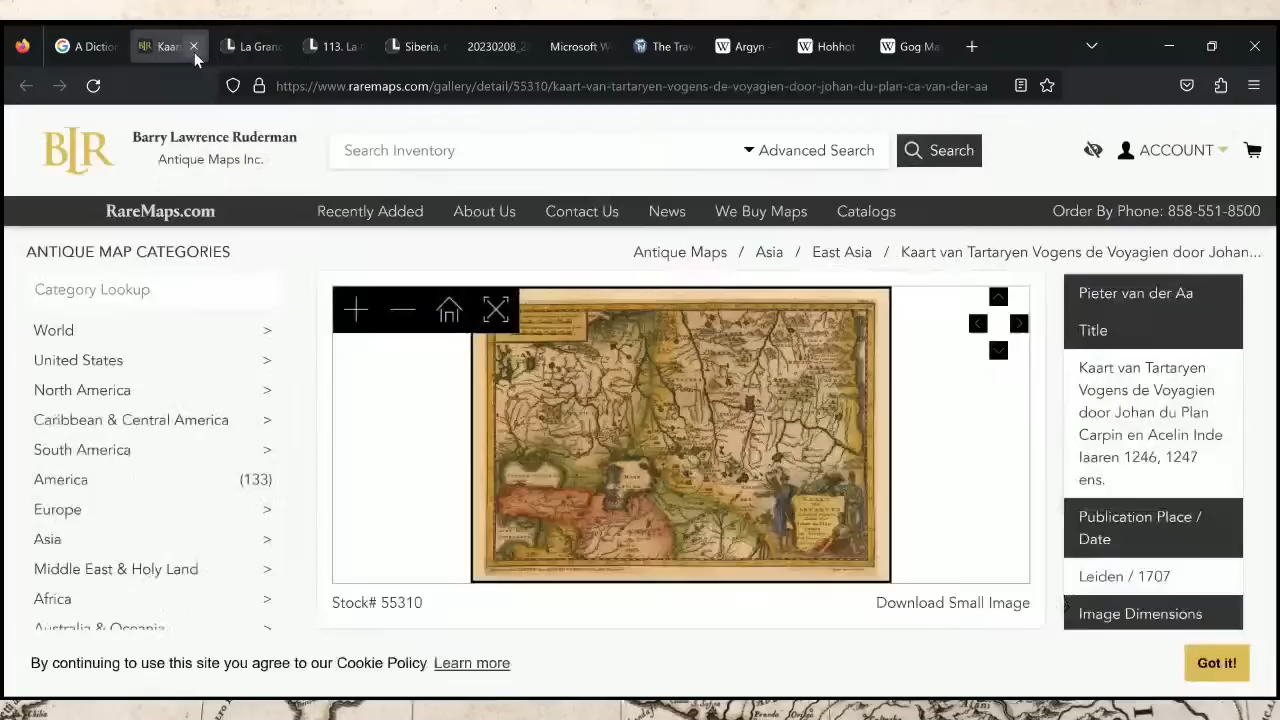 A Dictio
Kaar
La Gran
113. La
Siberia,
20230208_2
Microsoft W
The Trav
Argyn -
Hohhot
Gog Ma
https://www.raremaps.com/gallery/detail/55310/kaart-van-tartaryen-vogens-de-voyagien-door-johan-du-plan-ca-van-der-aa
BLR
Barry Lawrence Ruderman
Antique Maps Inc.
Search Inventory
Advanced Search
Search
ACCOUNT
RareMaps.com
Recently Added
About Us
Contact Us
News
We Buy Maps
Catalogs
Order By Phone: 858-551-8500
ANTIQUE MAP CATEGORIES
Antique Maps / Asia / East Asia / Kaart van Tartaryen Vogens de Voyagien door Johan...
Category Lookup
World >
United States >
North America >
Caribbean & Central America >
South America >
America (133)
Europe >
Asia >
Middle East & Holy Land >
Africa >
Australia & Oceania
Stock# 55310
Download Small Image
Pieter van der Aa
Title
Kaart van Tartaryen
Vogens de Voyagien
door Johan du Plan
Carpin en Acelin Inde
Iaaren 1246, 1247
ens.
Publication Place /
Date
Leiden / 1707
Image Dimensions
By continuing to use this site you agree to our Cookie Policy Learn more
Got it!